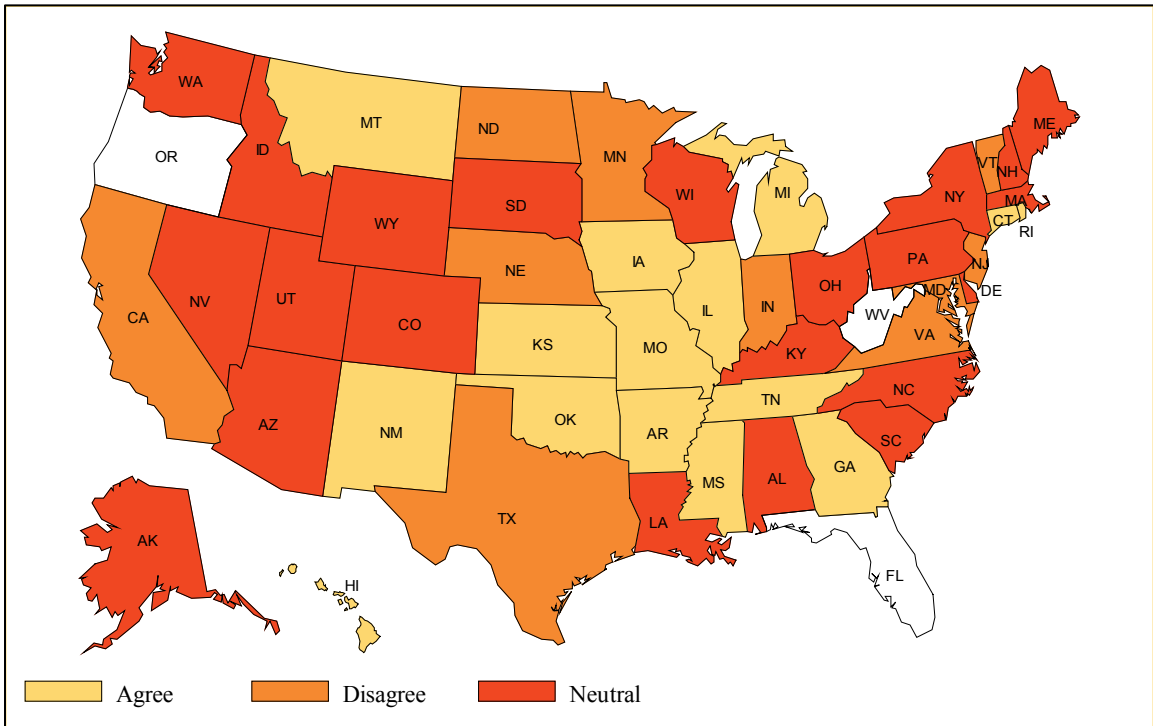 WA
MT
ND
MN
ME
OR
ID
VT
NH
WI
MI
NY
MA
WY
SD
CT
RI
IA
PA
NE
NJ
OH
MD
DE
NV
UT
IL
IN
WV
CA
CO
VA
KS
MO
KY
NC
TN
OK
AZ
NM
AR
SC
GA
MS
AL
TX
LA
AK
FL
HI
Agree
Disagree
Neutral